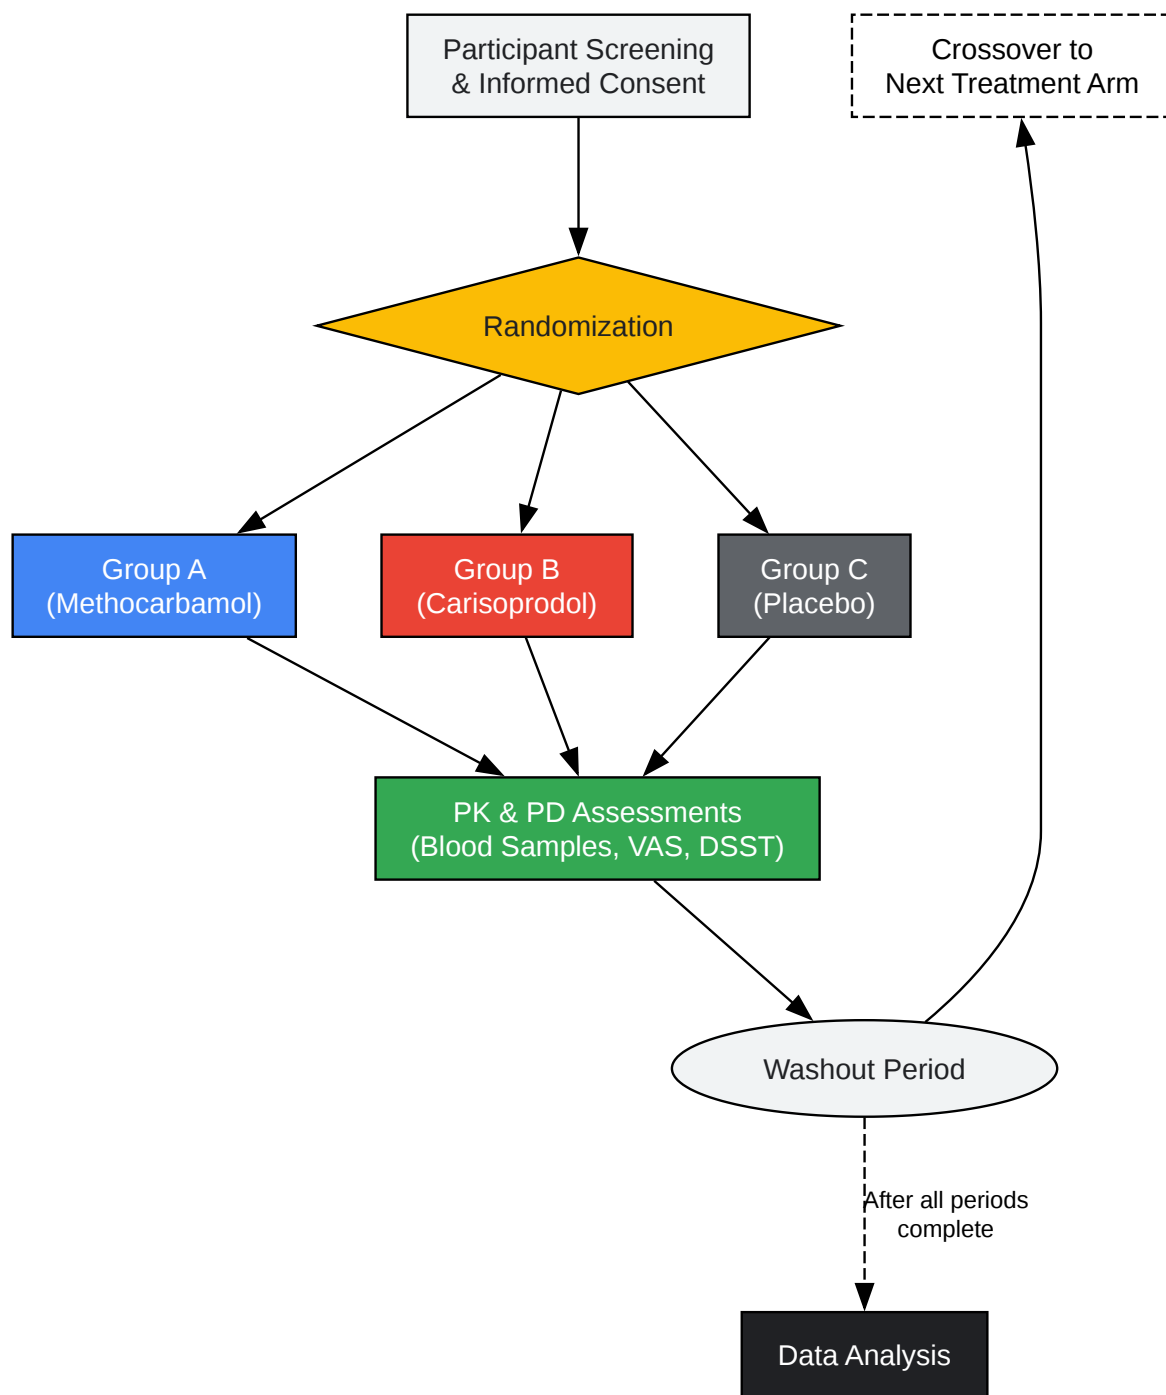 Participant Screening
& Informed Consent
Crossover to
Next Treatment Arm
Randomization
Group A
(Methocarbamol)
Group B
(Carisoprodol)
Group C
(Placebo)
PK & PD Assessments
(Blood Samples, VAS, DSST)
Washout Period
After all periods
complete
Data Analysis